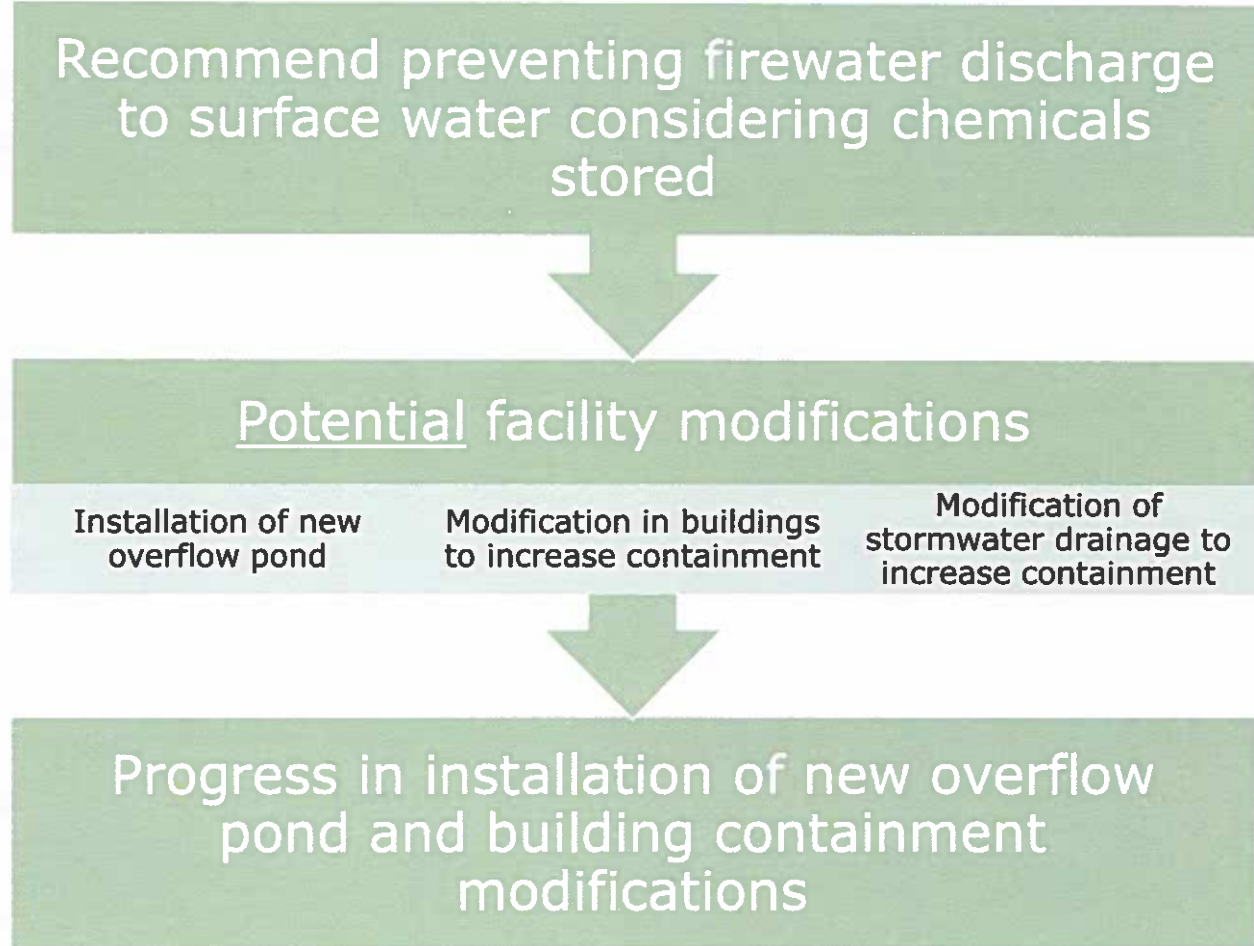 Recommend preventing firewater discharge
to surface water considering chemicals
stored
Potential facility modifications
Installation of new
overflow pond
Modification in buildings
to increase containment
Modification of
stormwater drainage to
increase containment
Progress in installation of new overflow
pond and building containment
modifications